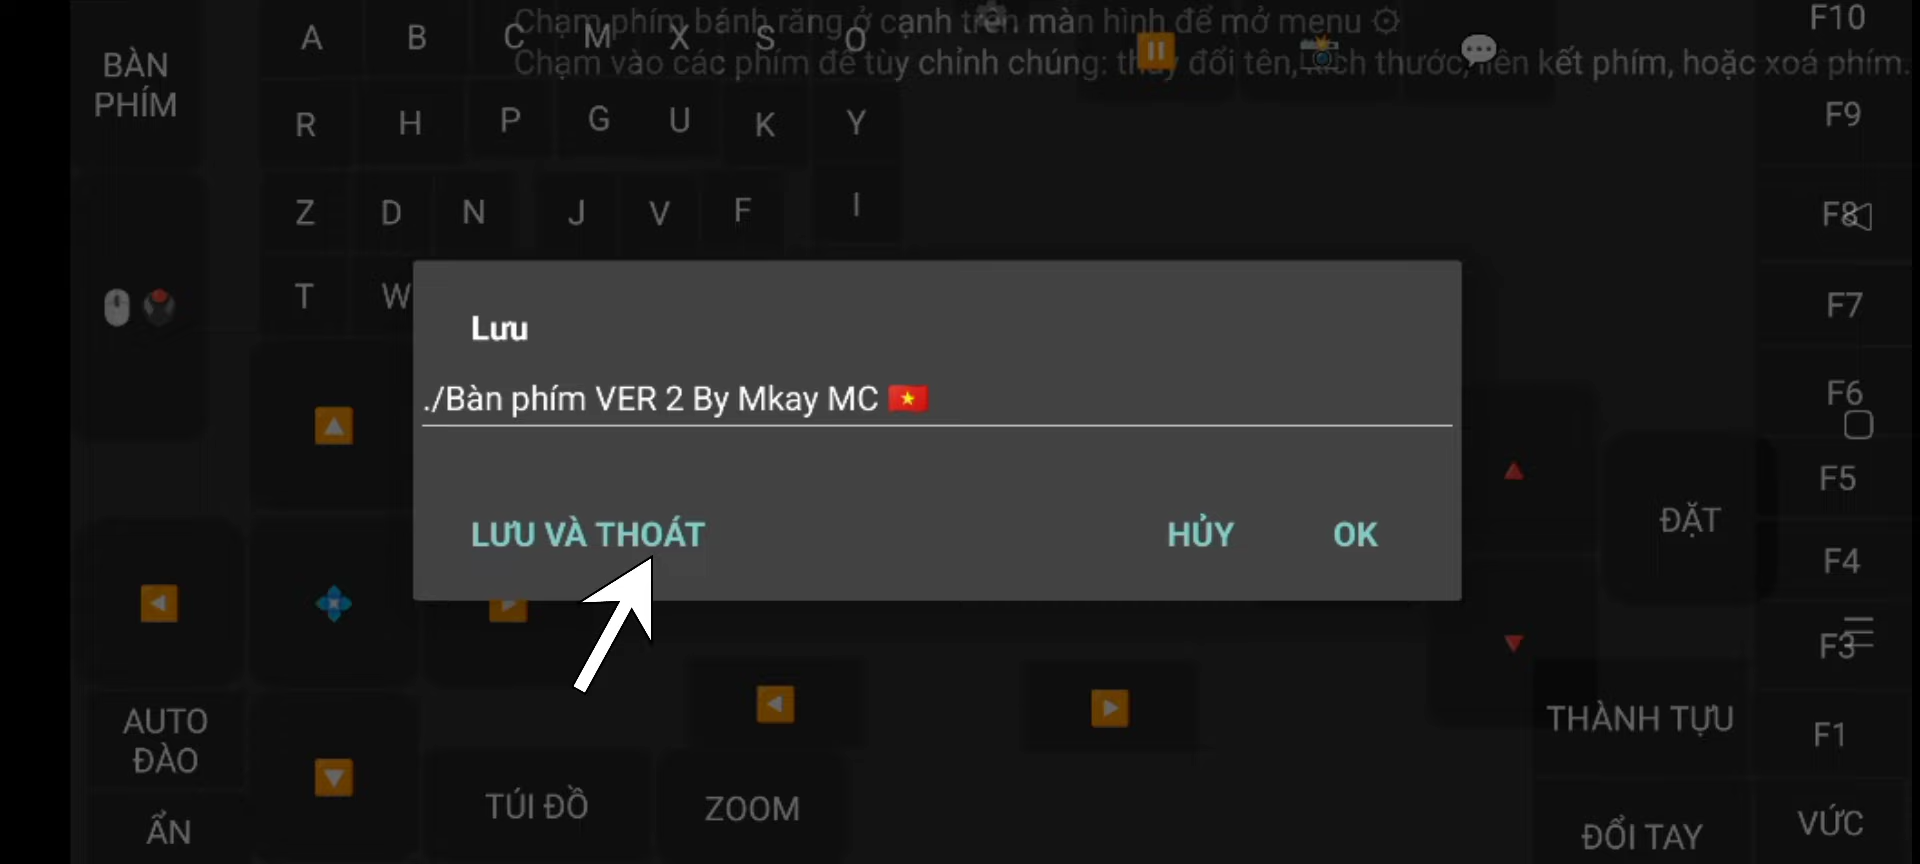 Chạm phím bánh răng ở cạnh trên màn hình để mở menu
Chạm vào các phím để tùy chỉnh chúng: thay đổi tên, kích thước, liên kết phím, hoặc xoá phím.
BÀN
PHÍM
A B C M X S O
F10
R H P G U K Y
F9
Z D N J V F I
F8
T W
F7
Lưu
./Bàn phím VER 2 By Mkay MC 🇻🇳
F6
LƯU VÀ THOÁT HỦY OK
F5
ĐẶT
F4
F3
AUTO
ĐÀO
THÀNH TỰU
F1
TÚI ĐỒ
ZOOM
ẨN
ĐỔI TAY
VỨC